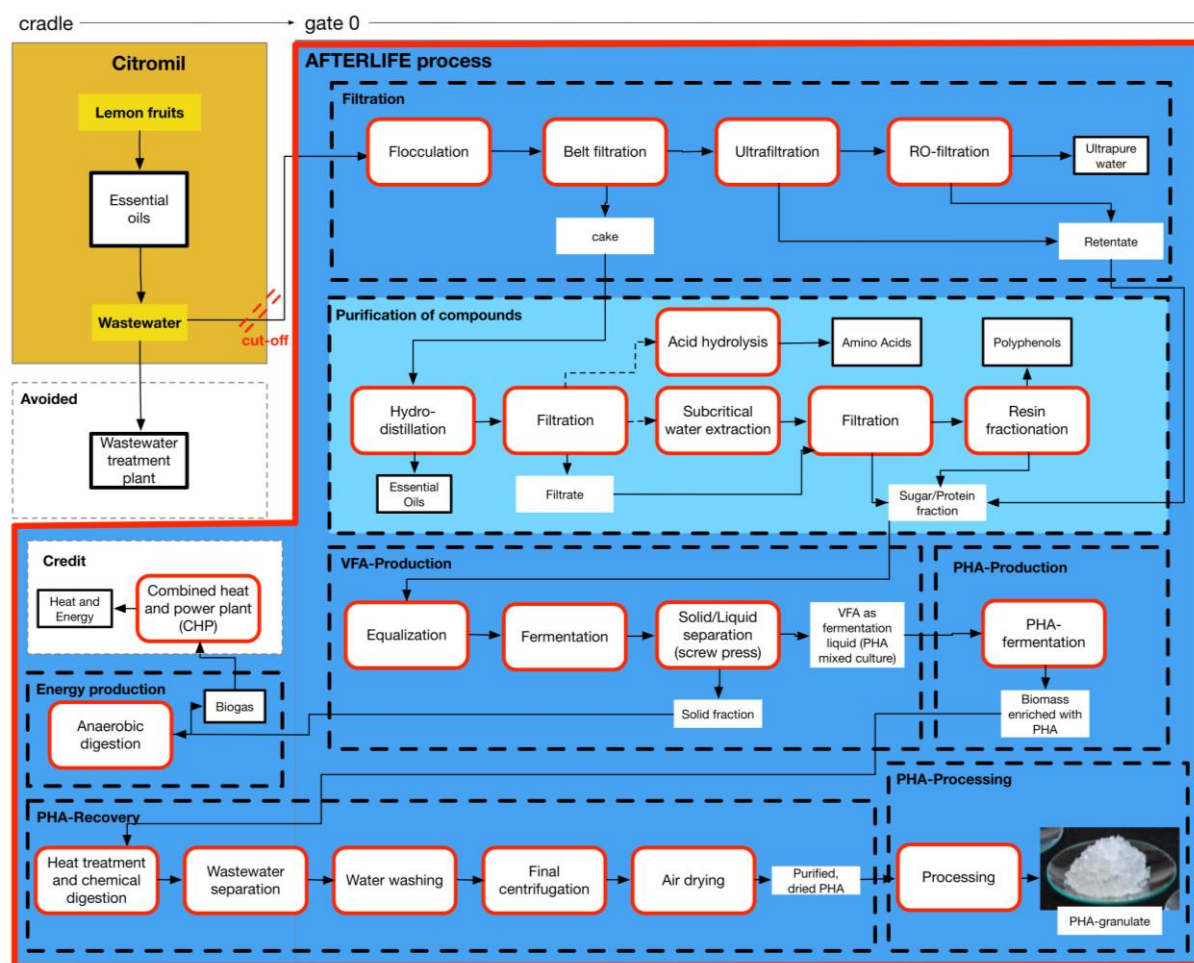 cradle
gate 0
Citromil
Lemon fruits
Essential
oils
Wastewater
cut-off
Avoided
Wastewater
treatment
plant
AFTERLIFE process
Filtration
Flocculation
Belt filtration
Ultrafiltration
RO-filtration
Ultrapure
water
cake
Retentate
Purification of compounds
Acid hydrolysis
Amino Acids
Polyphenols
Hydro-
distillation
Filtration
Subcritical
water extraction
Filtration
Resin
fractionation
Essential
Oils
Filtrate
Sugar/Protein
fraction
Credit
Heat and
Energy
Combined heat
and power plant
(CHP)
Energy production
Biogas
Anaerobic
digestion
VFA-Production
Equalization
Fermentation
Solid/Liquid
separation
(screw press)
VFA as
fermentation
liquid (PHA
mixed culture)
Solid fraction
PHA-Production
PHA-
fermentation
Biomass
enriched with
PHA
PHA-Recovery
Heat treatment
and chemical
digestion
Wastewater
separation
Water washing
Final
centrifugation
Air drying
Purified,
dried PHA
PHA-Processing
Processing
PHA-granulate